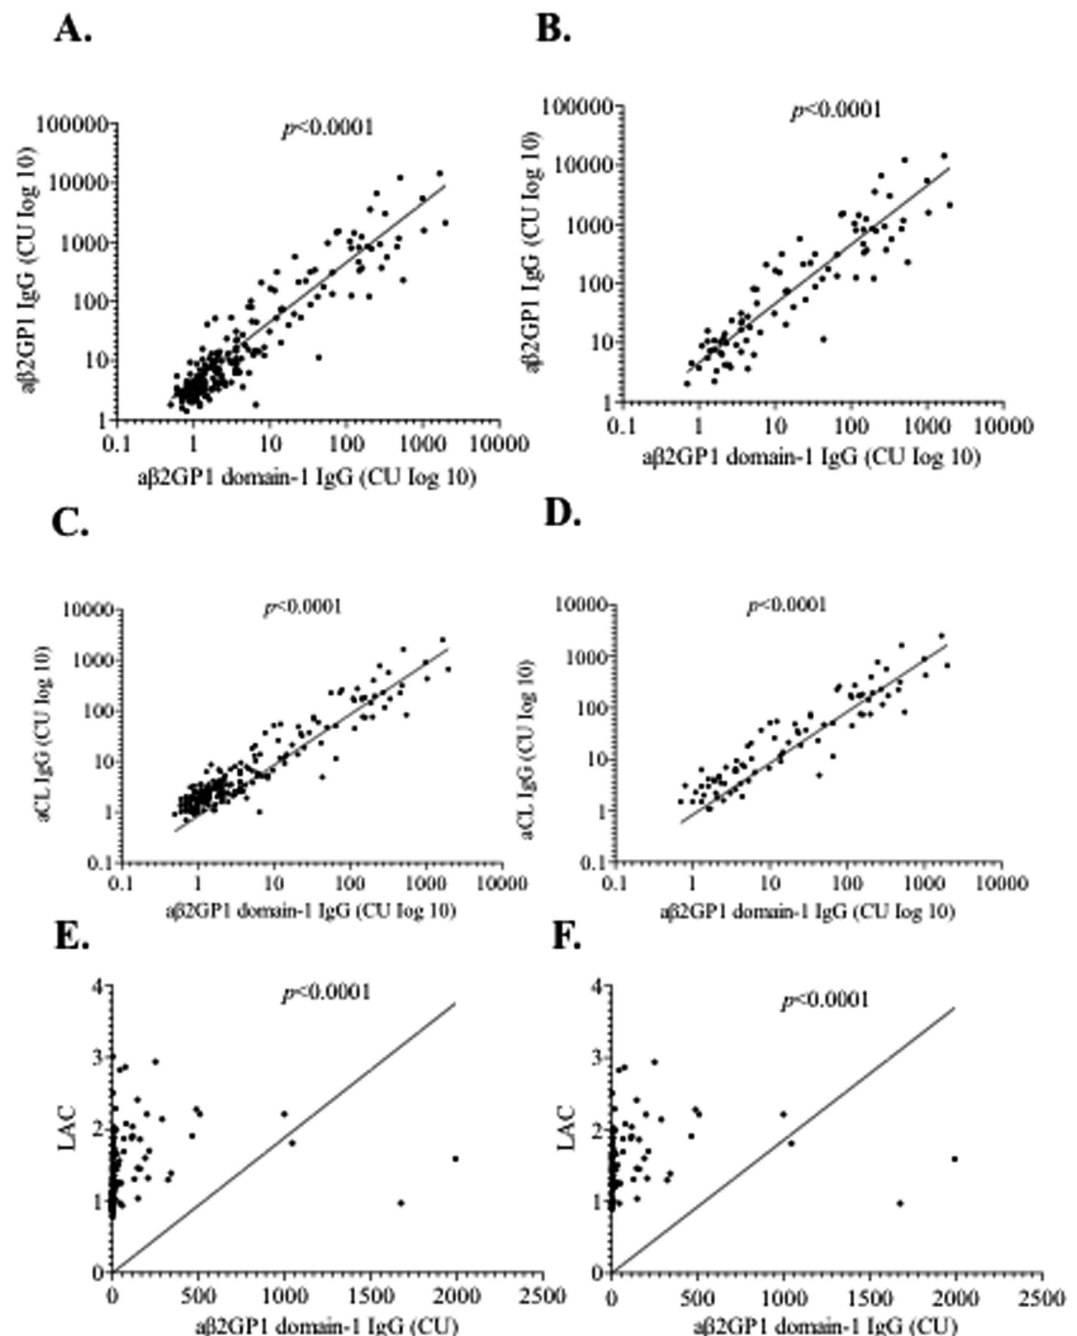 A.
p<0.0001
aβ2GP1 IgG (CU log 10)
100000
10000
1000
100
10
1
0.1 1 10 100 1000 10000
aβ2GP1 domain-1 IgG (CU log 10)
B.
p<0.0001
aβ2GP1 IgG (CU log 10)
100000
10000
1000
100
10
1
0.1 1 10 100 1000 10000
aβ2GP1 domain-1 IgG (CU log 10)
C.
p<0.0001
aCL IgG (CU log 10)
10000
1000
100
10
1
0.1
0.1 1 10 100 1000 10000
aβ2GP1 domain-1 IgG (CU log 10)
D.
p<0.0001
aCL IgG (CU log 10)
10000
1000
100
10
1
0.1
0.1 1 10 100 1000 10000
aβ2GP1 domain-1 IgG (CU log 10)
E.
p<0.0001
LAC
4
3
2
1
0
0 500 1000 1500 2000 2500
aβ2GP1 domain-1 IgG (CU)
F.
p<0.0001
LAC
4
3
2
1
0
0 500 1000 1500 2000 2500
aβ2GP1 domain-1 IgG (CU)